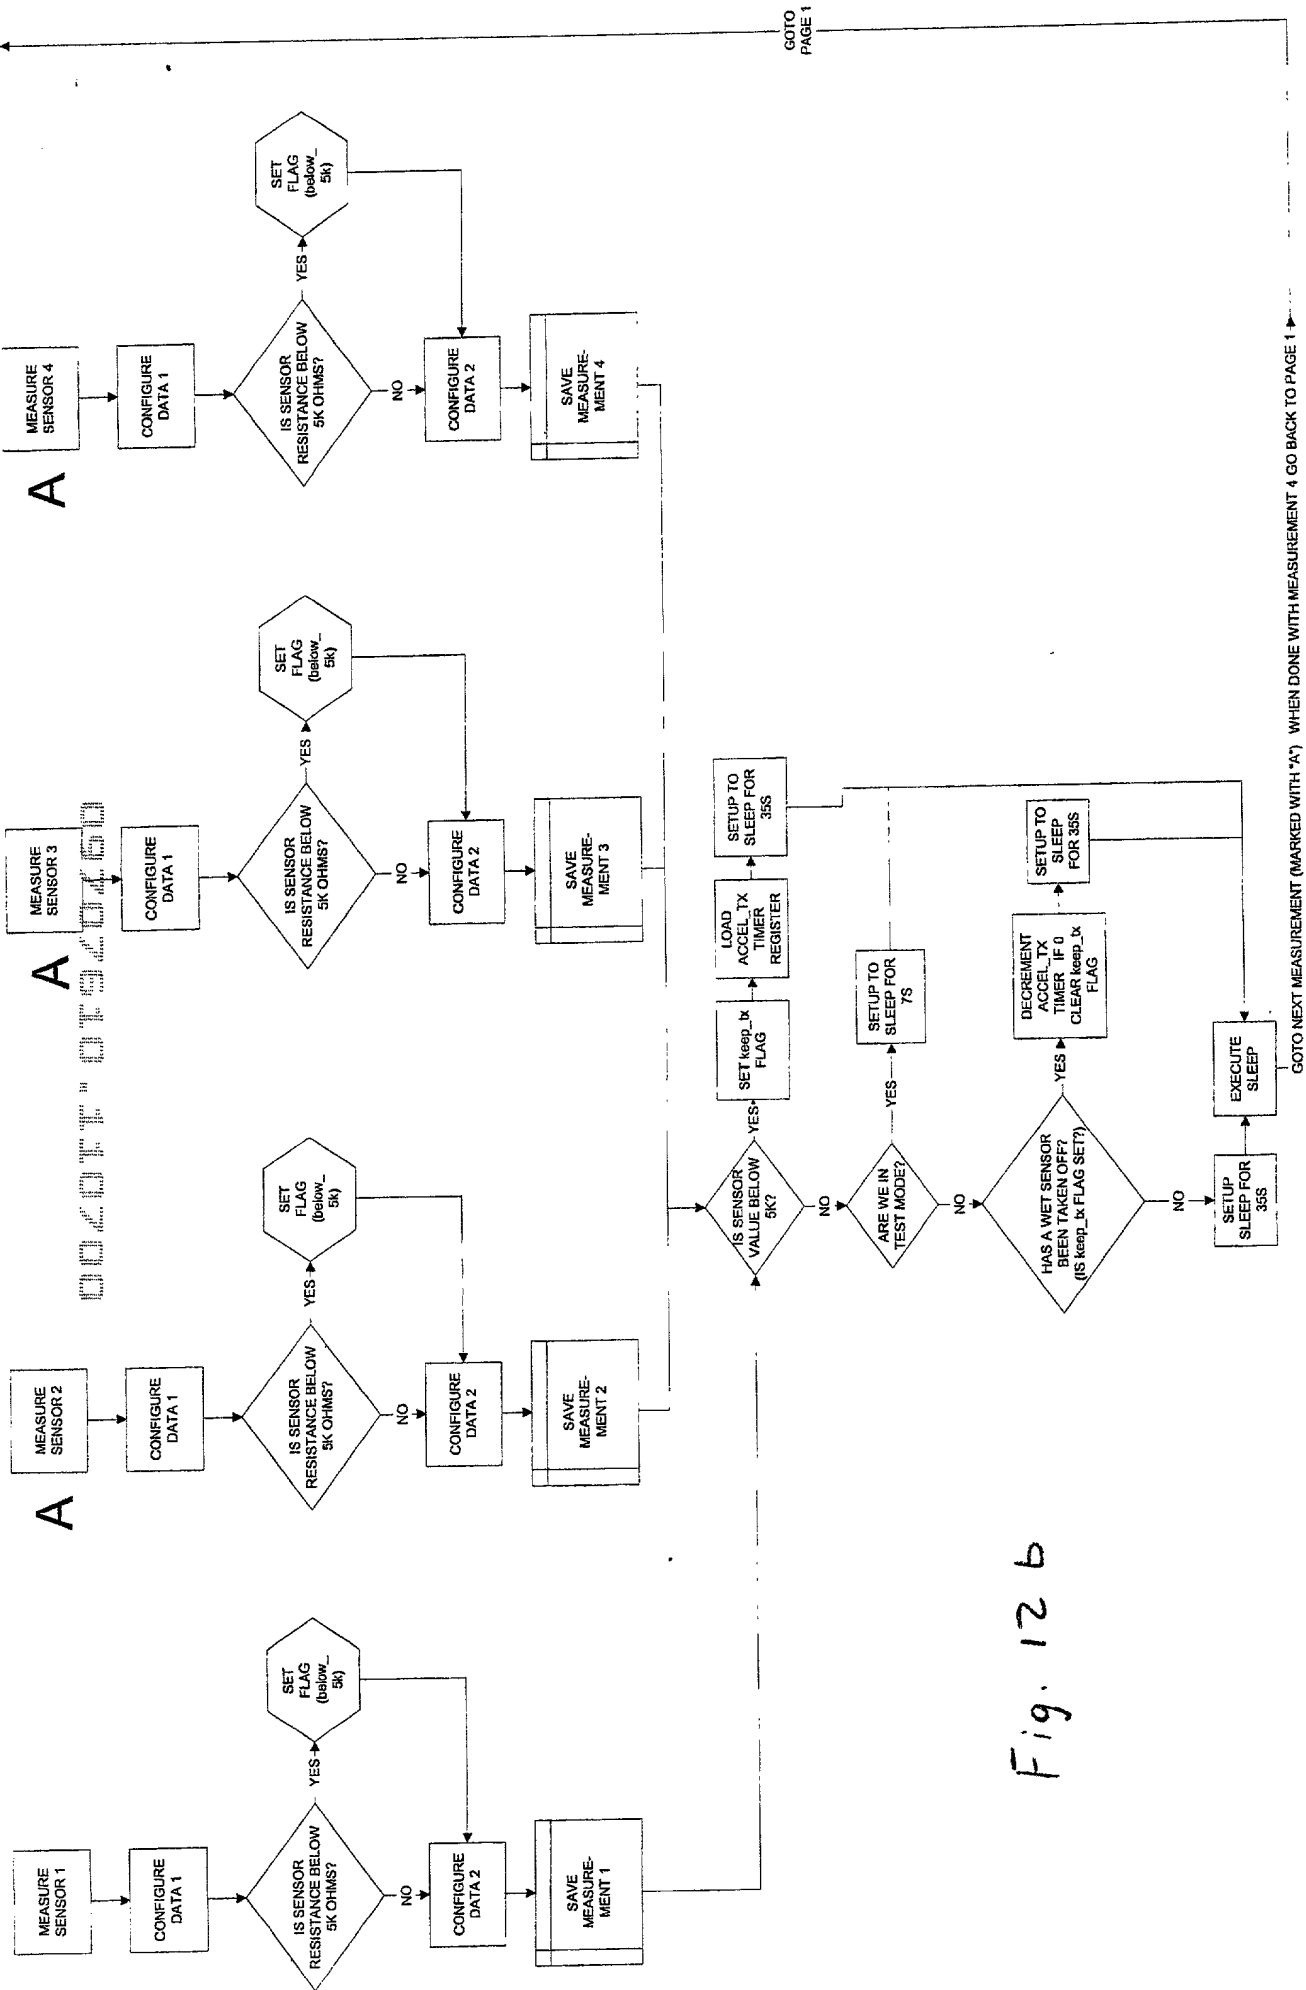 MEASURE
SENSOR 1
CONFIGURE
DATA 1
IS SENSOR
RESISTANCE BELOW
5K OHMS?
YES
SET
FLAG
(below_
5k)
NO
CONFIGURE
DATA 2
SAVE
MEASURE-
MENT 1
A
MEASURE
SENSOR 2
CONFIGURE
DATA 1
IS SENSOR
RESISTANCE BELOW
5K OHMS?
YES
SET
FLAG
(below_
5k)
NO
CONFIGURE
DATA 2
SAVE
MEASURE-
MENT 2
A
MEASURE
SENSOR 3
CONFIGURE
DATA 1
IS SENSOR
RESISTANCE BELOW
5K OHMS?
YES
SET
FLAG
(below_
5k)
NO
CONFIGURE
DATA 2
SAVE
MEASURE-
MENT 3
A
MEASURE
SENSOR 4
CONFIGURE
DATA 1
IS SENSOR
RESISTANCE BELOW
5K OHMS?
YES
SET
FLAG
(below_
5k)
NO
CONFIGURE
DATA 2
SAVE
MEASURE-
MENT 4
09707610.110700
IS SENSOR
VALUE BELOW
5K?
YES
SET keep_tx
FLAG
LOAD
ACCEL_TX
TIMER
REGISTER
SETUP TO
SLEEP FOR
35S
NO
ARE WE IN
TEST MODE?
YES
SETUP TO
SLEEP FOR
7S
NO
HAS A WET SENSOR
BEEN TAKEN OFF?
(IS keep_tx FLAG SET?)
YES
DECREMENT
ACCEL_TX
TIMER IF 0
CLEAR keep_tx
FLAG
SETUP TO
SLEEP
FOR 35S
NO
SETUP
SLEEP FOR
35S
EXECUTE
SLEEP
GOTO NEXT MEASUREMENT (MARKED WITH "A") WHEN DONE WITH MEASUREMENT 4 GO BACK TO PAGE 1
GOTO
PAGE 1
Fig. 12 b